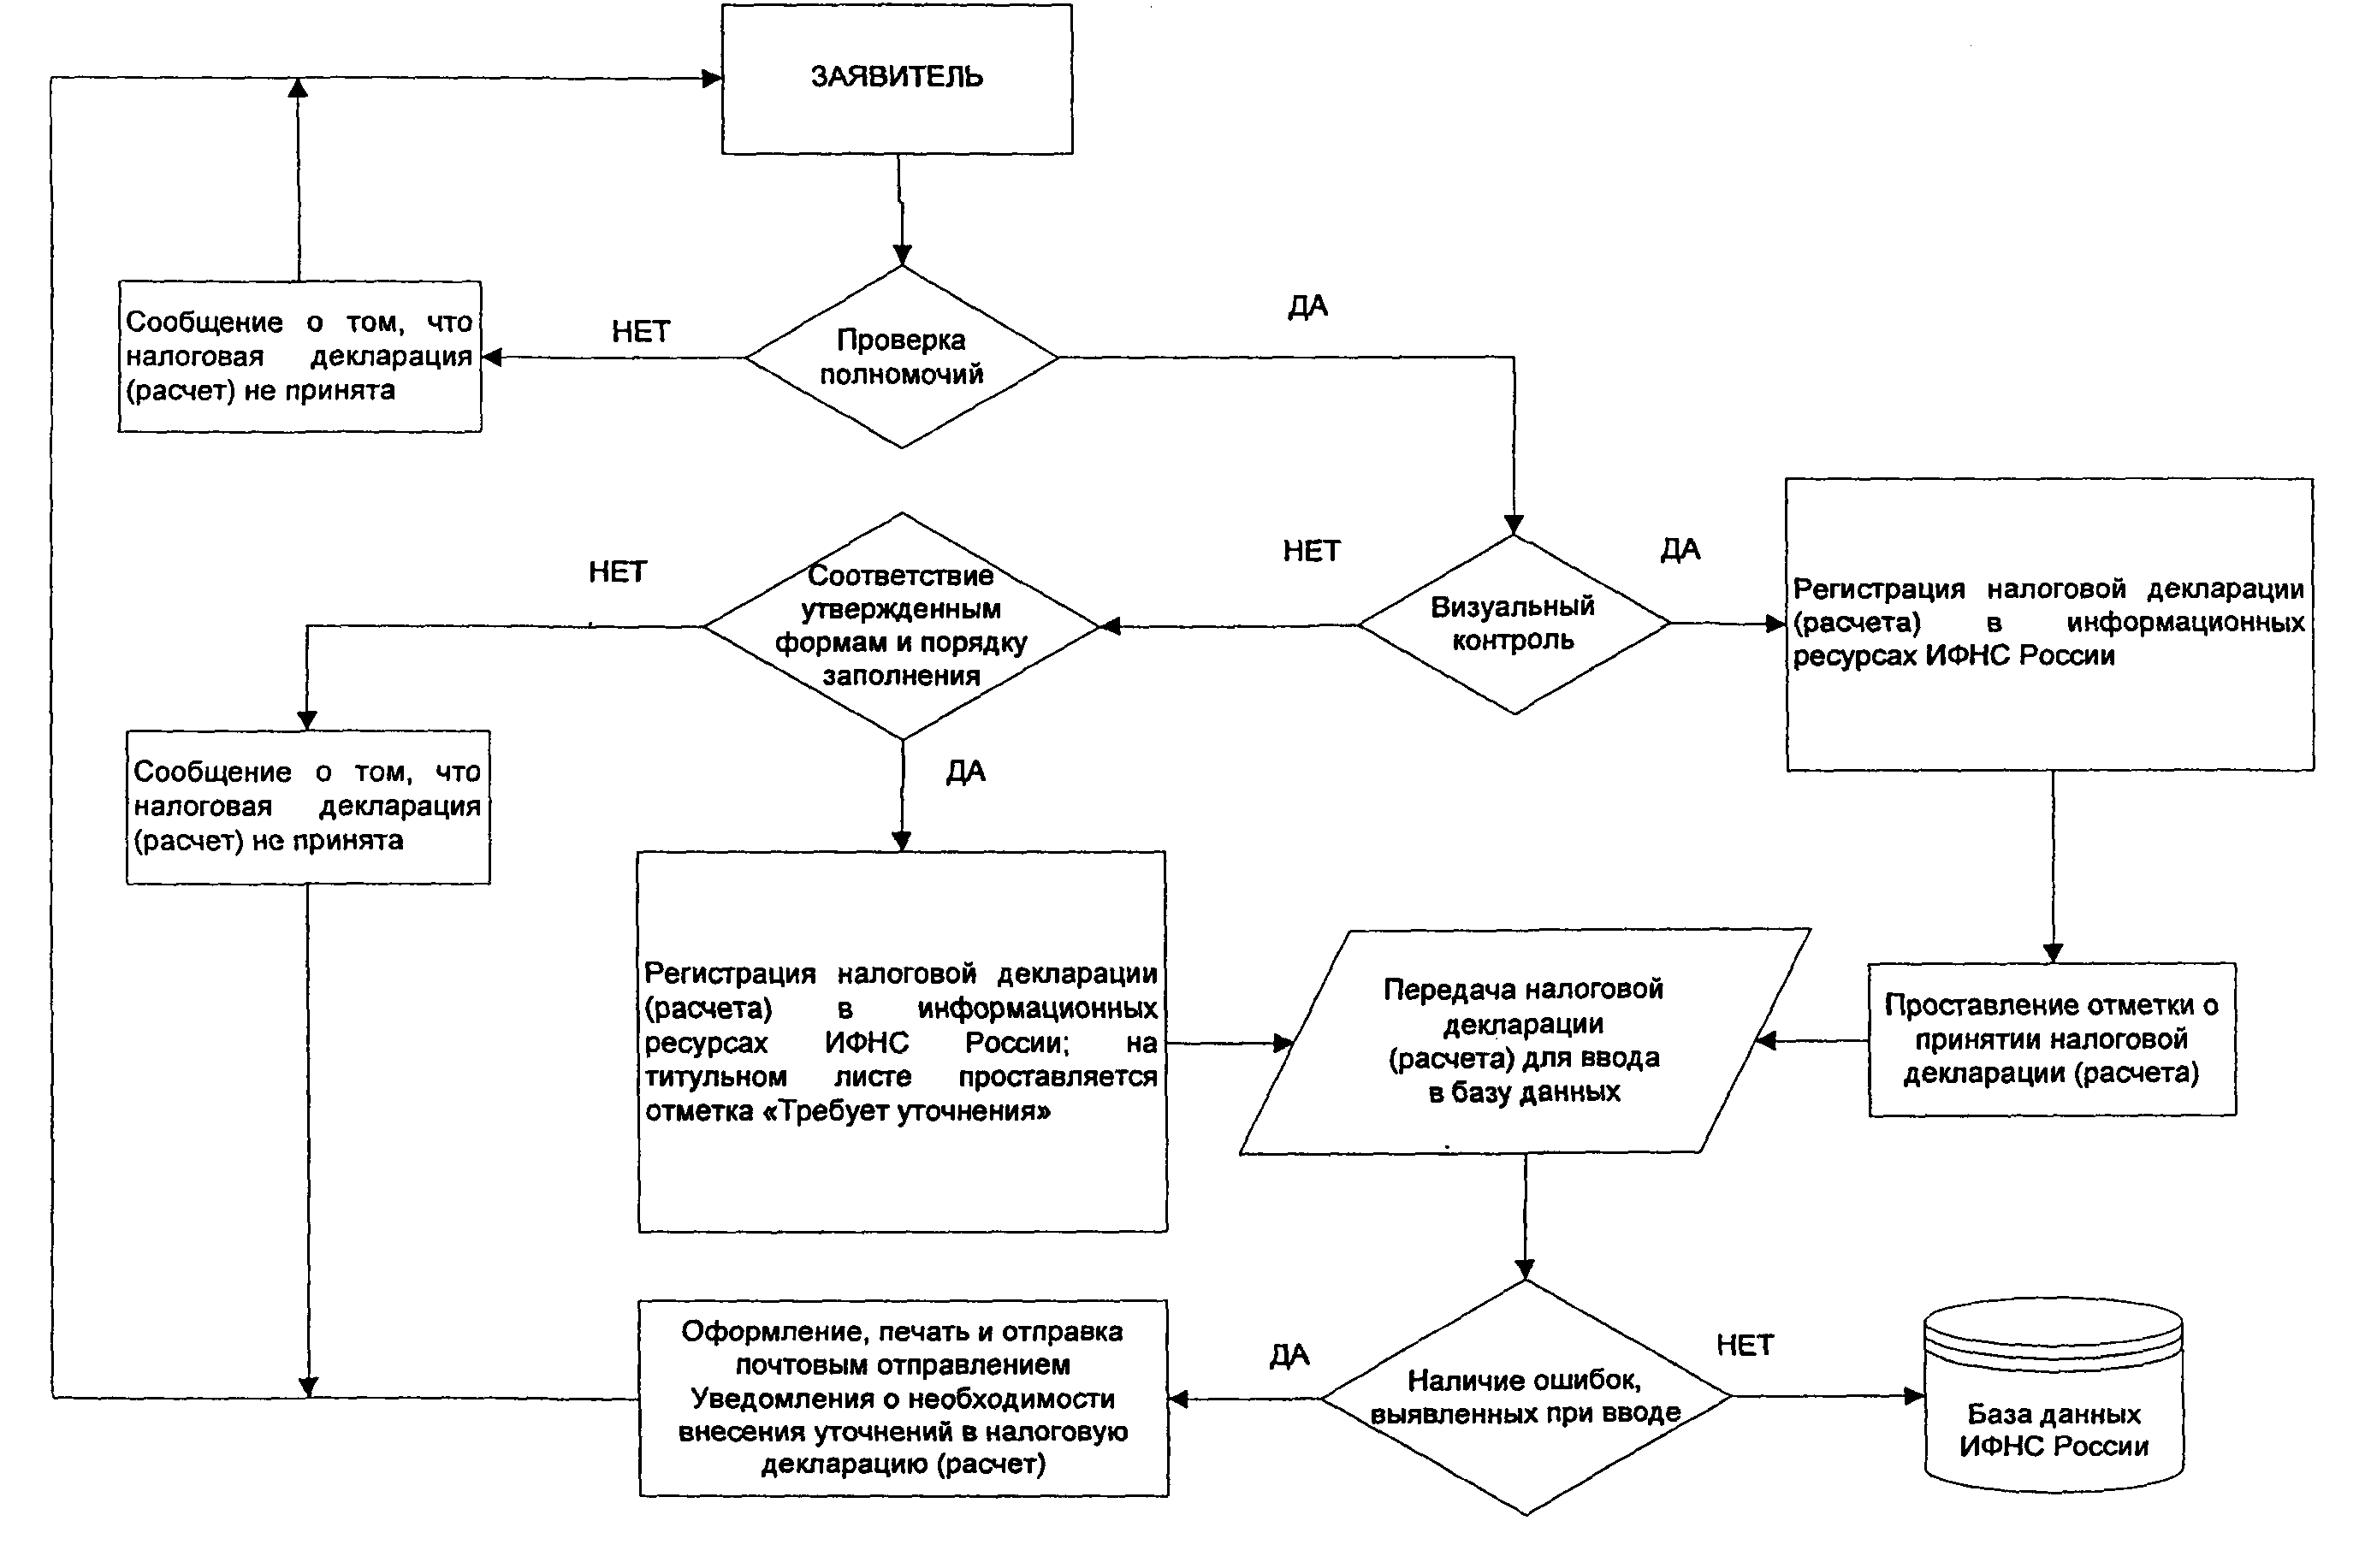 ЗАЯВИТЕЛЬ
Сообщение о том, что
налоговая декларация
(расчет) не принята
НЕТ
Проверка
полномочий
ДА
НЕТ
Соответствие
утвержденным
формам и порядку
заполнения
НЕТ
Визуальный
контроль
ДА
Регистрация налоговой декларации
(расчета) в информационных
ресурсах ИФНС России
Сообщение о том, что
налоговая декларация
(расчет) не принята
ДА
Регистрация налоговой декларации
(расчета) в информационных
ресурсах ИФНС России; на
титульном листе проставляется
отметка «Требует уточнения»
Передача налоговой
декларации
(расчета) для ввода
в базу данных
Проставление отметки о
принятии налоговой
декларации (расчета)
Оформление, печать и отправка
почтовым отправлением
Уведомления о необходимости
внесения уточнений в налоговую
декларацию (расчет)
ДА
Наличие ошибок,
выявленных при вводе
НЕТ
База данных
ИФНС России